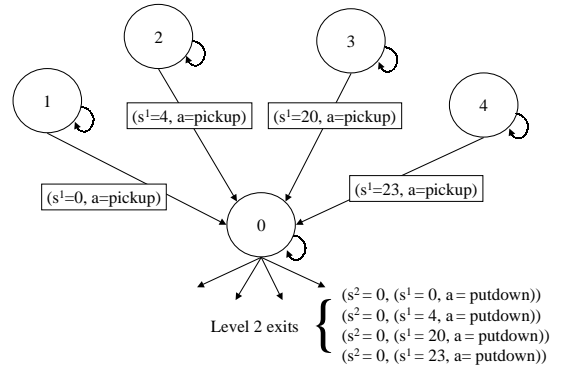 2
3
1
4
(s¹=4, a=pickup)
(s¹=20, a=pickup)
(s¹=0, a=pickup)
(s¹=23, a=pickup)
0
Level 2 exits
(s² = 0, (s¹ = 0, a = putdown))
(s² = 0, (s¹ = 4, a = putdown))
(s² = 0, (s¹ = 20, a = putdown))
(s² = 0, (s¹ = 23, a = putdown))